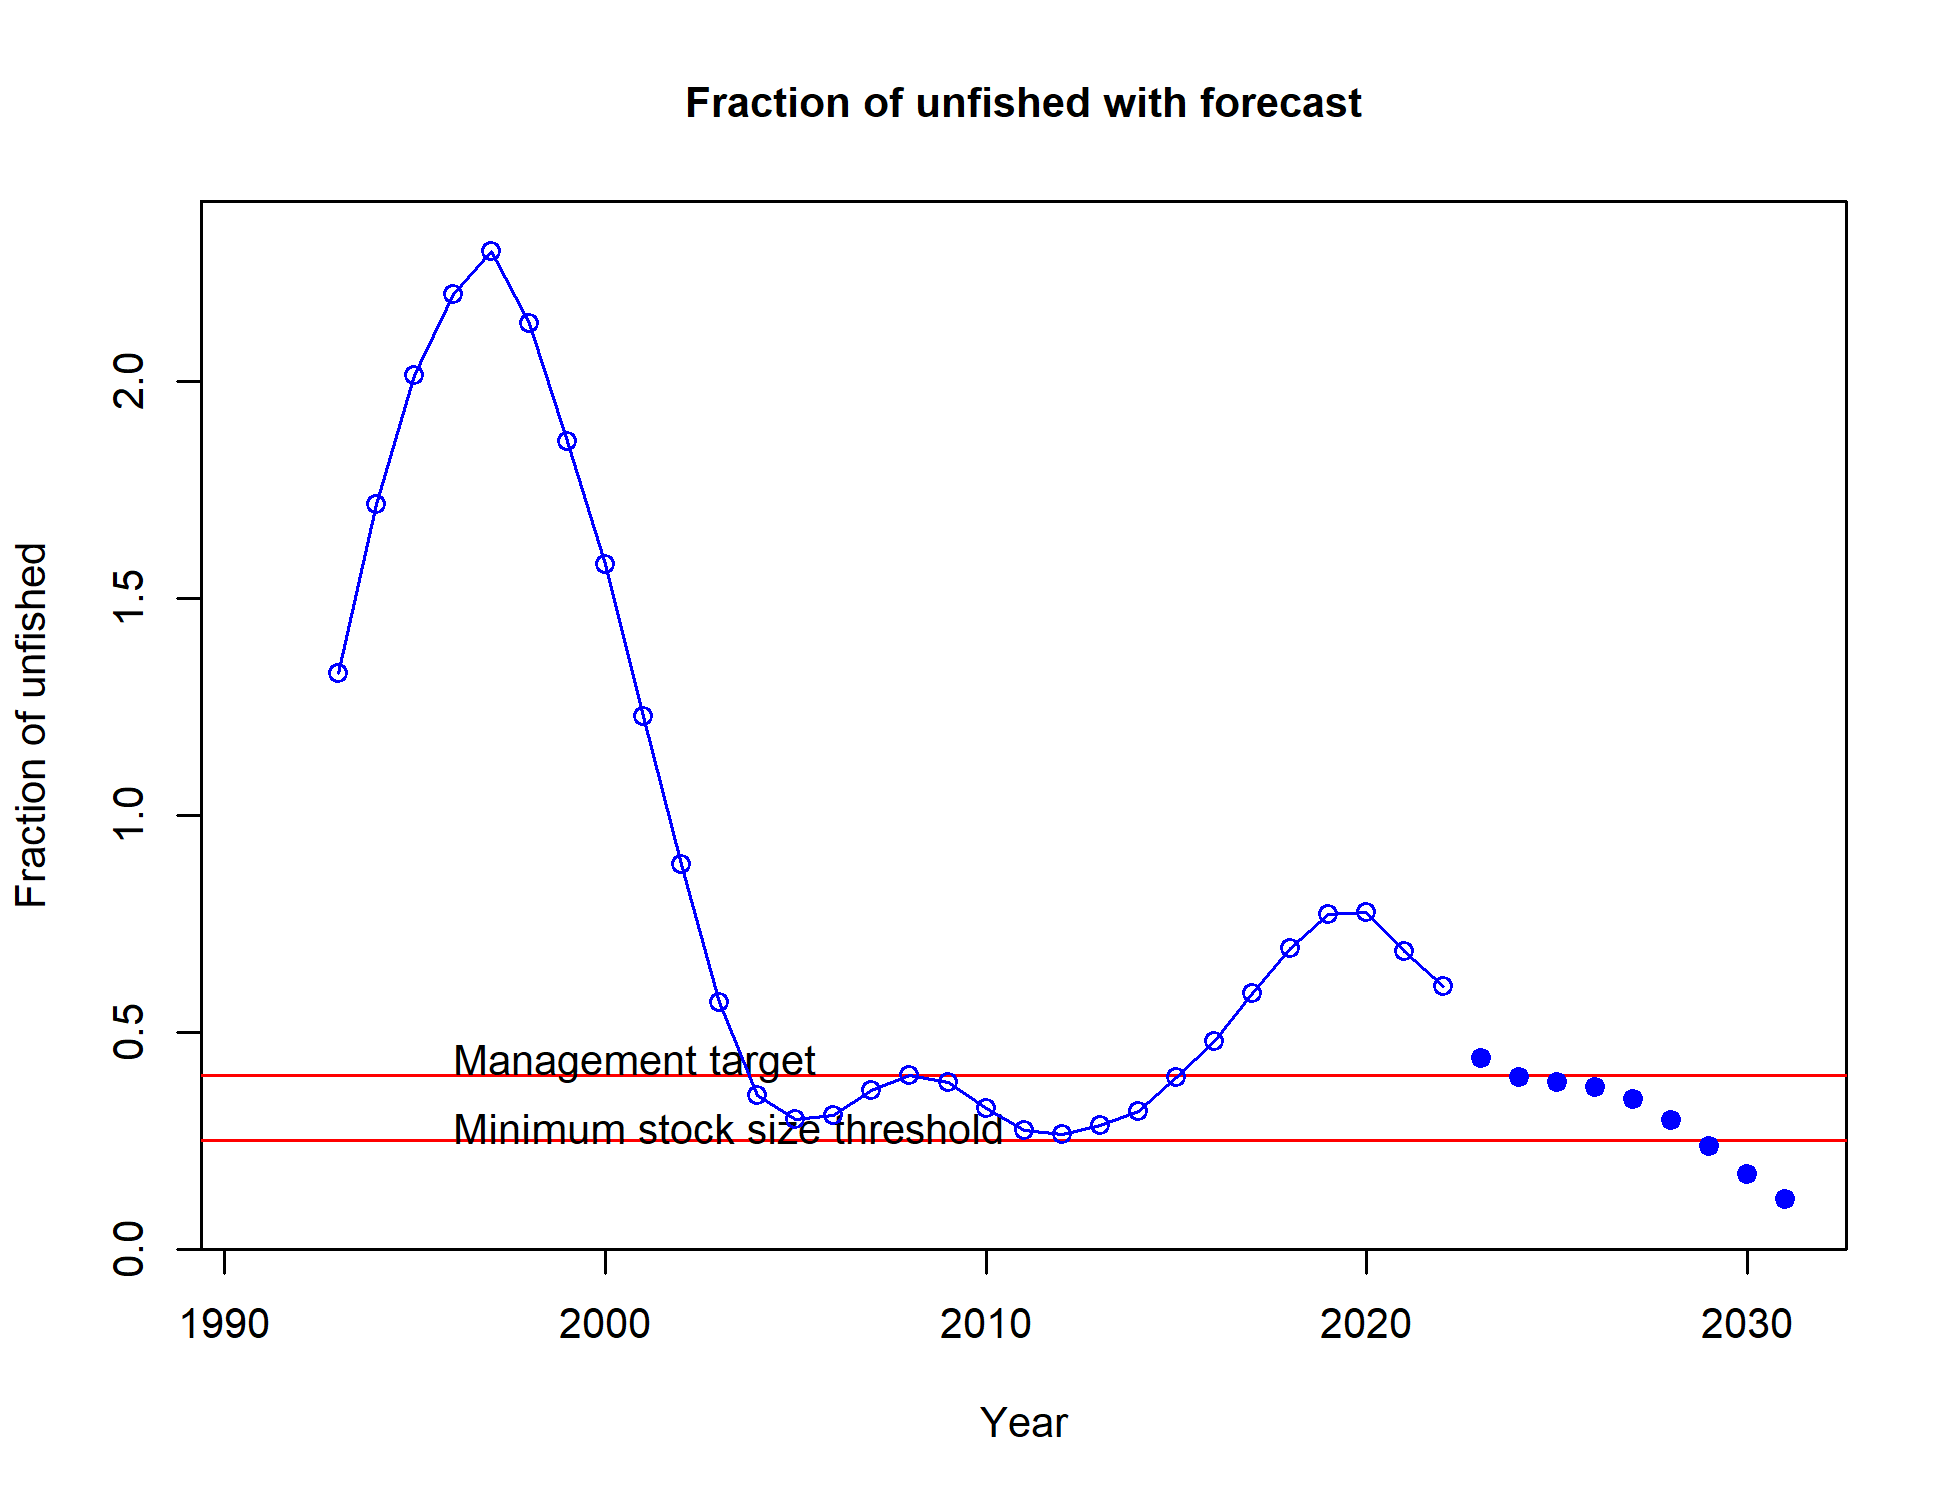 Fraction of unfished with forecast
Fraction of unfished
2.0
1.5
1.0
0.5
0.0
Management target
Minimum stock size threshold
1990 2000 2010 2020 2030
Year